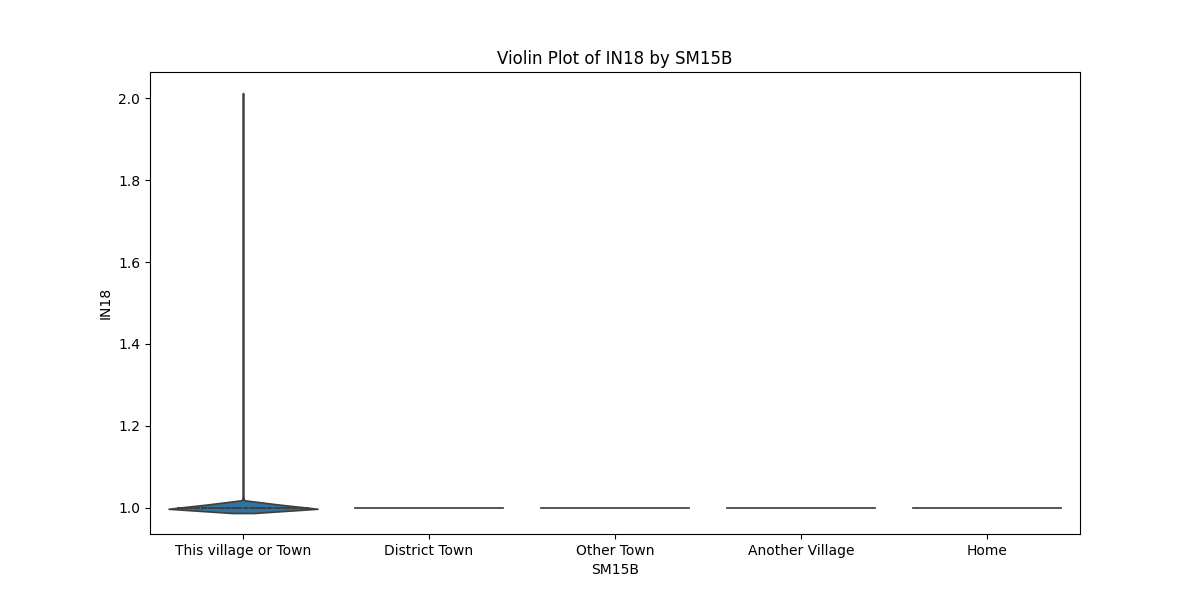 Violin Plot of IN18 by SM15B
2.0
1.8
1.6
1.4
1.2
1.0
IN18
This village or Town
District Town
Other Town
Another Village
Home
SM15B